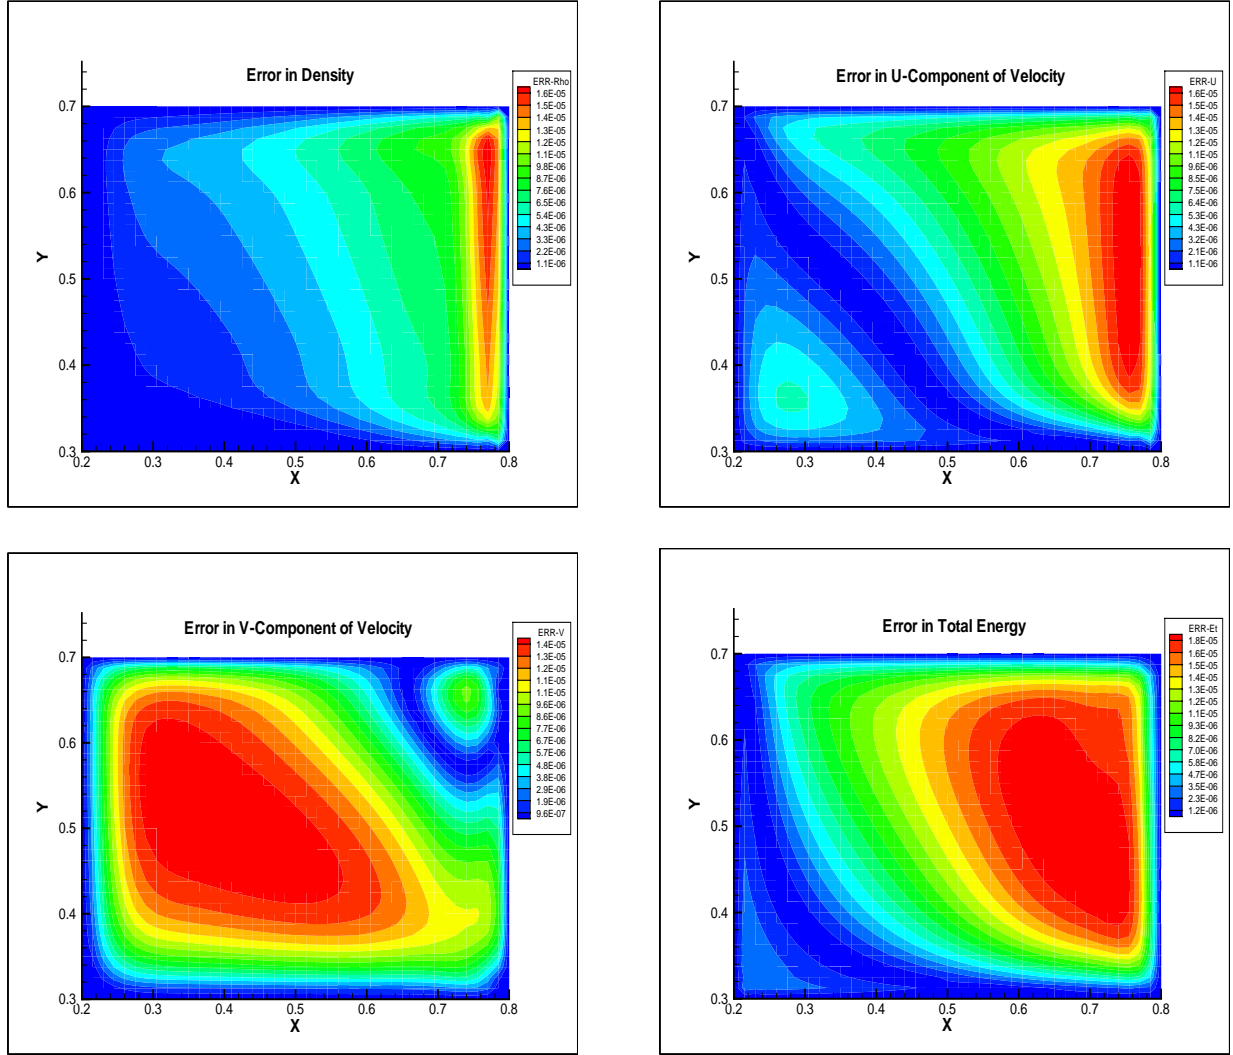 Error in Density
ERR-Rho
1.6E-05
1.5E-05
1.4E-05
1.3E-05
1.2E-05
1.1E-05
9.8E-06
8.7E-06
7.6E-06
6.5E-06
5.4E-06
4.3E-06
3.3E-06
2.2E-06
1.1E-06
0.7
0.6
0.5
0.4
0.3
Y
0.2 0.3 0.4 0.5 0.6 0.7 0.8
X
Error in U-Component of Velocity
ERR-U
1.6E-05
1.5E-05
1.4E-05
1.3E-05
1.2E-05
1.1E-05
9.6E-06
8.5E-06
7.5E-06
6.4E-06
5.3E-06
4.3E-06
3.2E-06
2.1E-06
1.1E-06
0.7
0.6
0.5
0.4
0.3
Y
0.2 0.3 0.4 0.5 0.6 0.7 0.8
X
Error in V-Component of Velocity
ERR-V
1.4E-05
1.3E-05
1.2E-05
1.1E-05
1.1E-05
9.6E-06
8.6E-06
7.7E-06
6.7E-06
5.7E-06
4.8E-06
3.8E-06
2.9E-06
1.9E-06
9.6E-07
0.7
0.6
0.5
0.4
0.3
Y
0.2 0.3 0.4 0.5 0.6 0.7 0.8
X
Error in Total Energy
ERR-Et
1.8E-05
1.6E-05
1.5E-05
1.4E-05
1.3E-05
1.2E-05
1.1E-05
9.3E-06
8.2E-06
7.0E-06
5.8E-06
4.7E-06
3.5E-06
2.3E-06
1.2E-06
0.7
0.6
0.5
0.4
0.3
Y
0.2 0.3 0.4 0.5 0.6 0.7 0.8
X